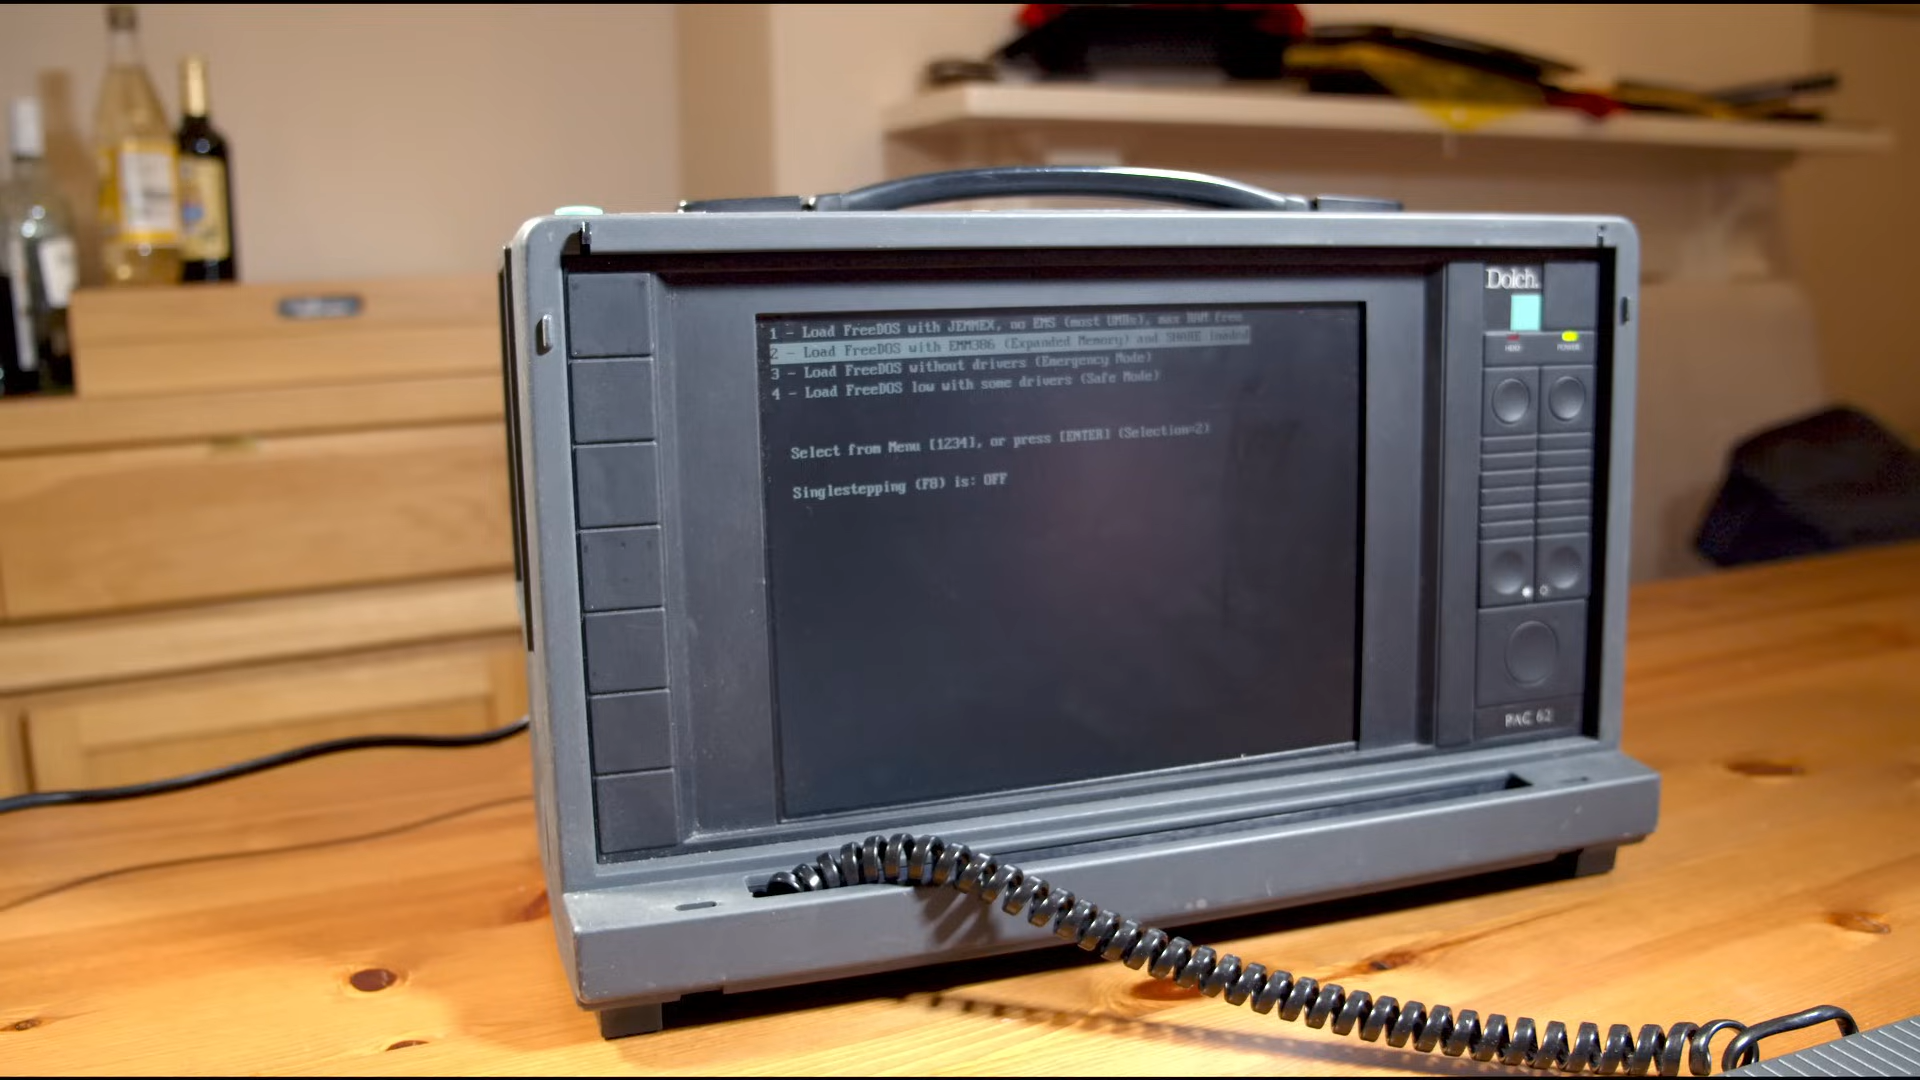 1 - Load FreeDOS with JEMMEX, no EMS (most UMBs), max RAM free
2 - Load FreeDOS with EMM386 (Expanded Memory) and SHARE loaded
3 - Load FreeDOS without drivers (Emergency Mode)
4 - Load FreeDOS low with some drivers (Safe Mode)
Select from Menu [1234], or press [ENTER] (Selection=2)
Singlestepping (F8) is: OFF
Dolch.
HDD
POWER
PAC 62